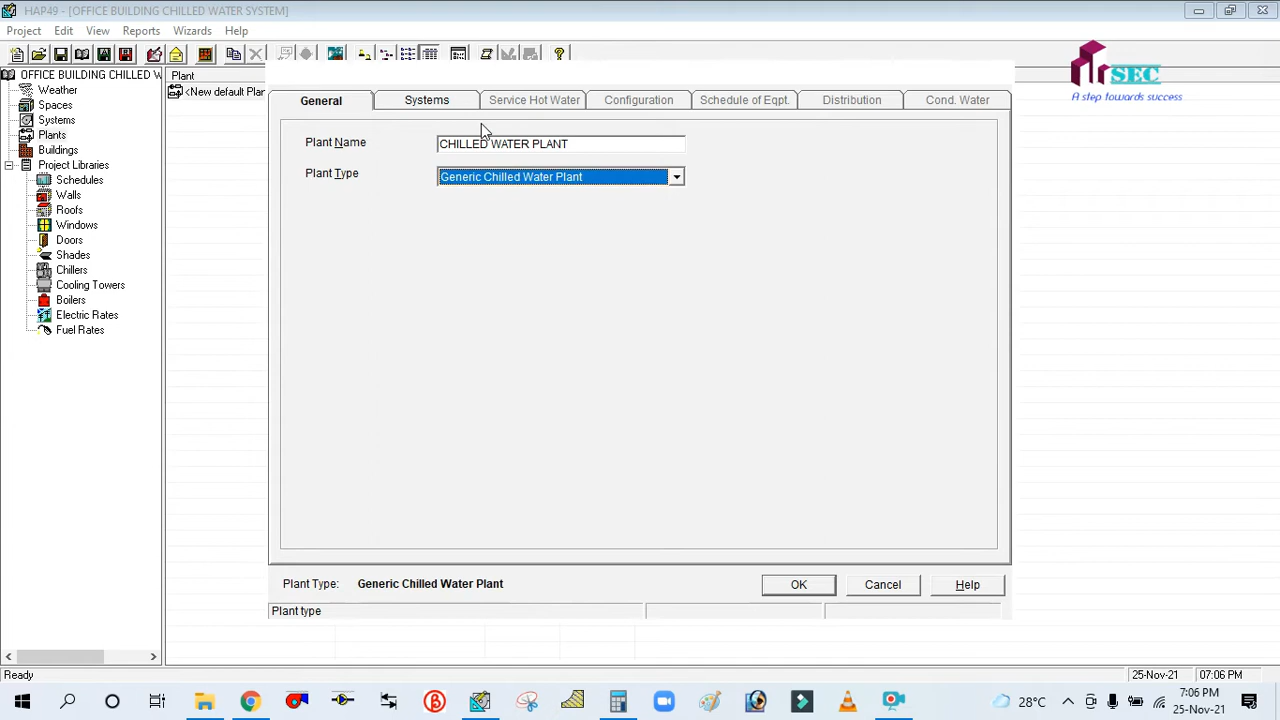 HAP49 - [OFFICE BUILDING CHILLED WATER SYSTEM]
Project Edit View Reports Wizards Help
OFFICE BUILDING CHILLED W
Weather
Spaces
Systems
Plants
Buildings
Project Libraries
Schedules
Walls
Roofs
Windows
Doors
Shades
Chillers
Cooling Towers
Boilers
Electric Rates
Fuel Rates
Plant
<New default Plan
General Systems Service Hot Water Configuration Schedule of Eqpt. Distribution Cond. Water
Plant Name CHILLED WATER PLANT
Plant Type Generic Chilled Water Plant
Plant Type: Generic Chilled Water Plant OK Cancel Help
Plant type
SEC
A step towards success
Ready 25-Nov-21 07:06 PM
28°C 7:06 PM
25-Nov-21